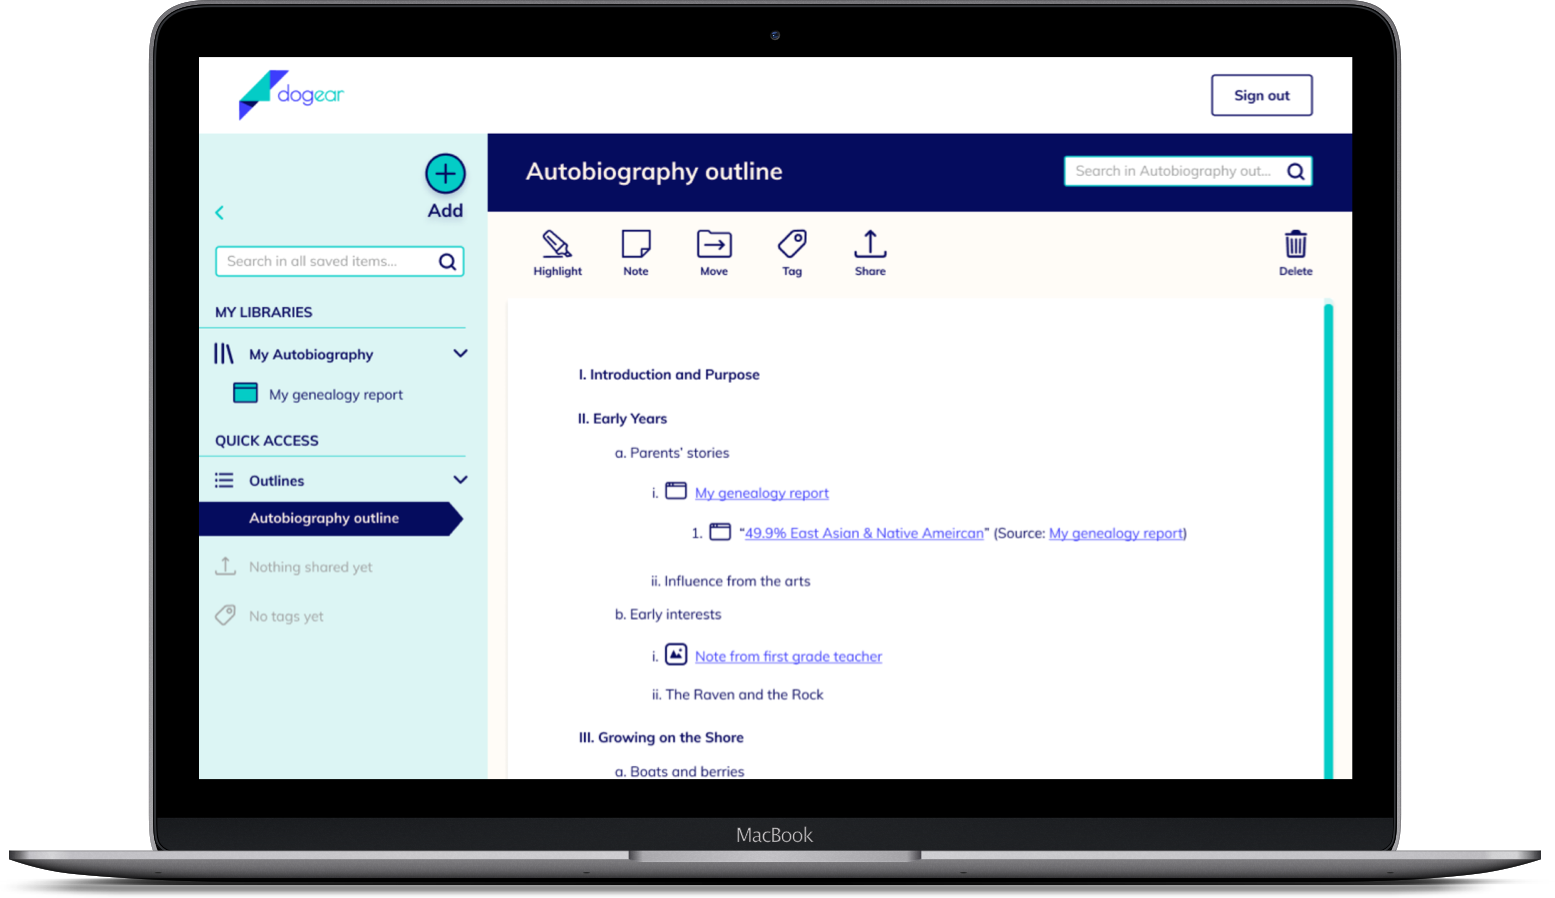 dogear
Sign out
Add
Search in all saved items...
MY LIBRARIES
My Autobiography
My genealogy report
QUICK ACCESS
Outlines
Autobiography outline
Nothing shared yet
No tags yet
Autobiography outline
Search in Autobiography out...
Highlight
Note
Move
Tag
Share
Delete
I. Introduction and Purpose
II. Early Years
a. Parents’ stories
i. My genealogy report
1. “49.9% East Asian & Native Ameircan” (Source: My genealogy report)
ii. Influence from the arts
b. Early interests
i. Note from first grade teacher
ii. The Raven and the Rock
III. Growing on the Shore
a. Boats and berries
MacBook